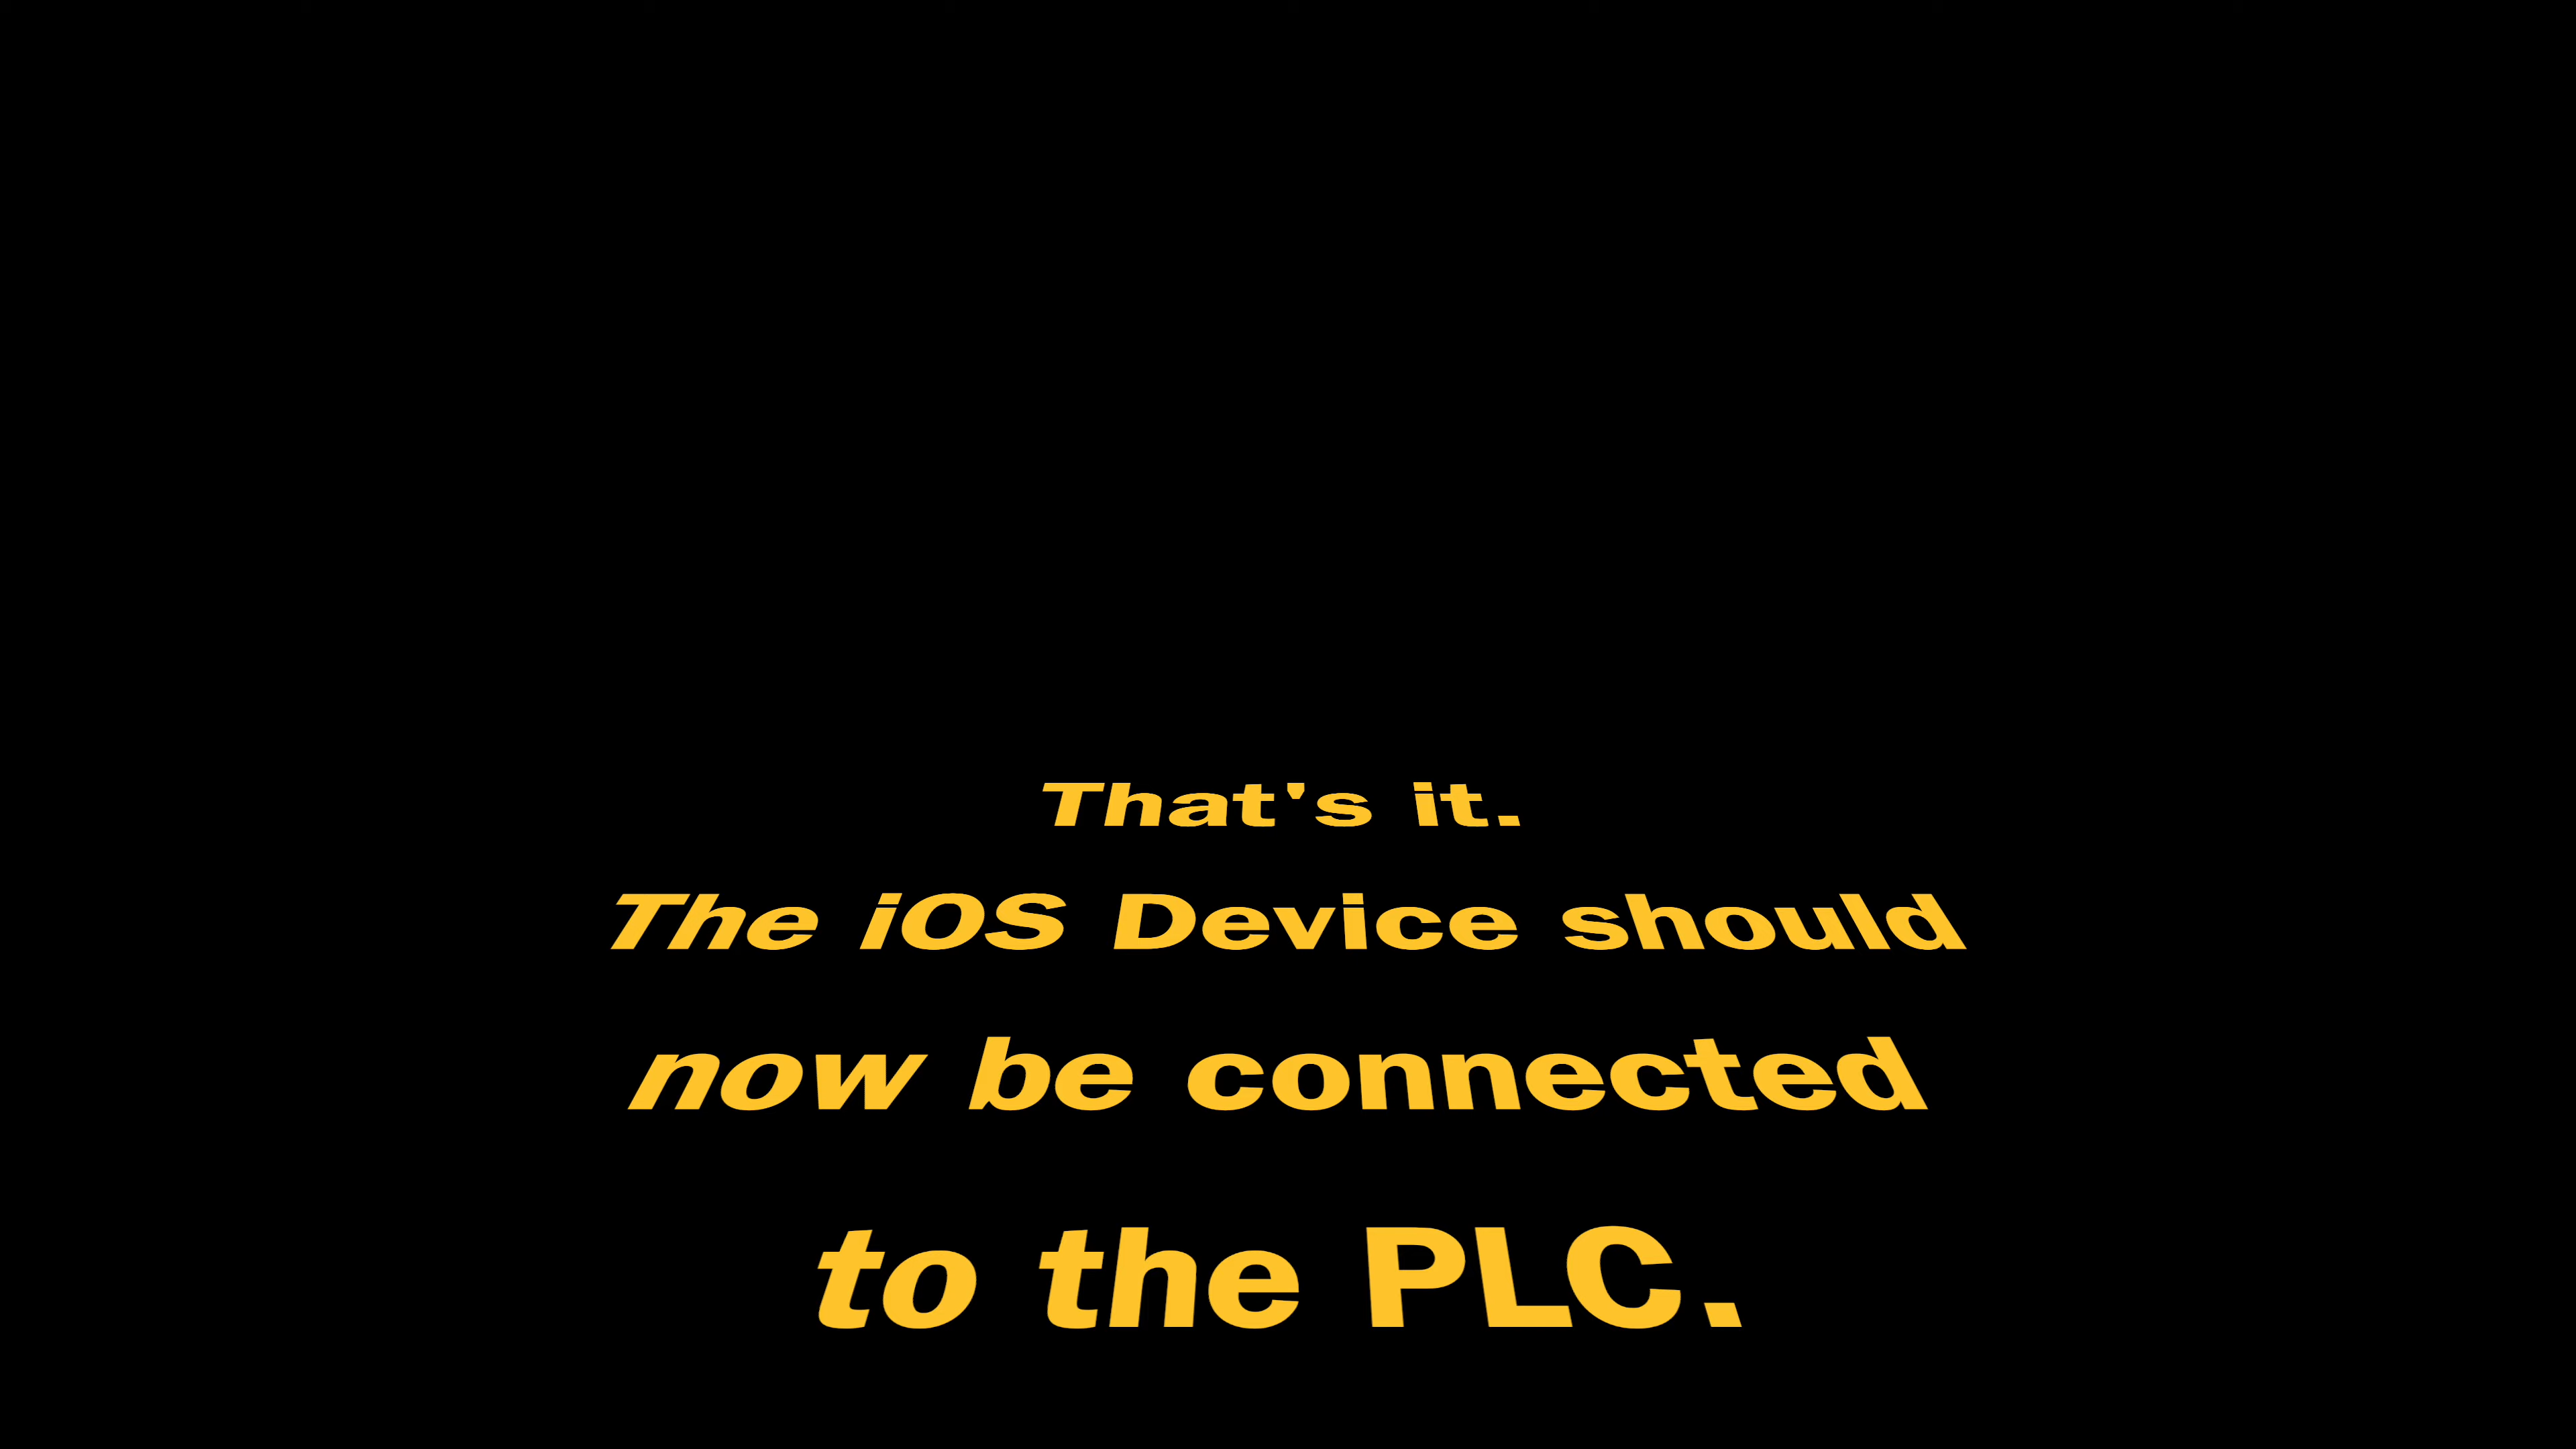 That's it.
The iOS Device should
now be connected
to the PLC.